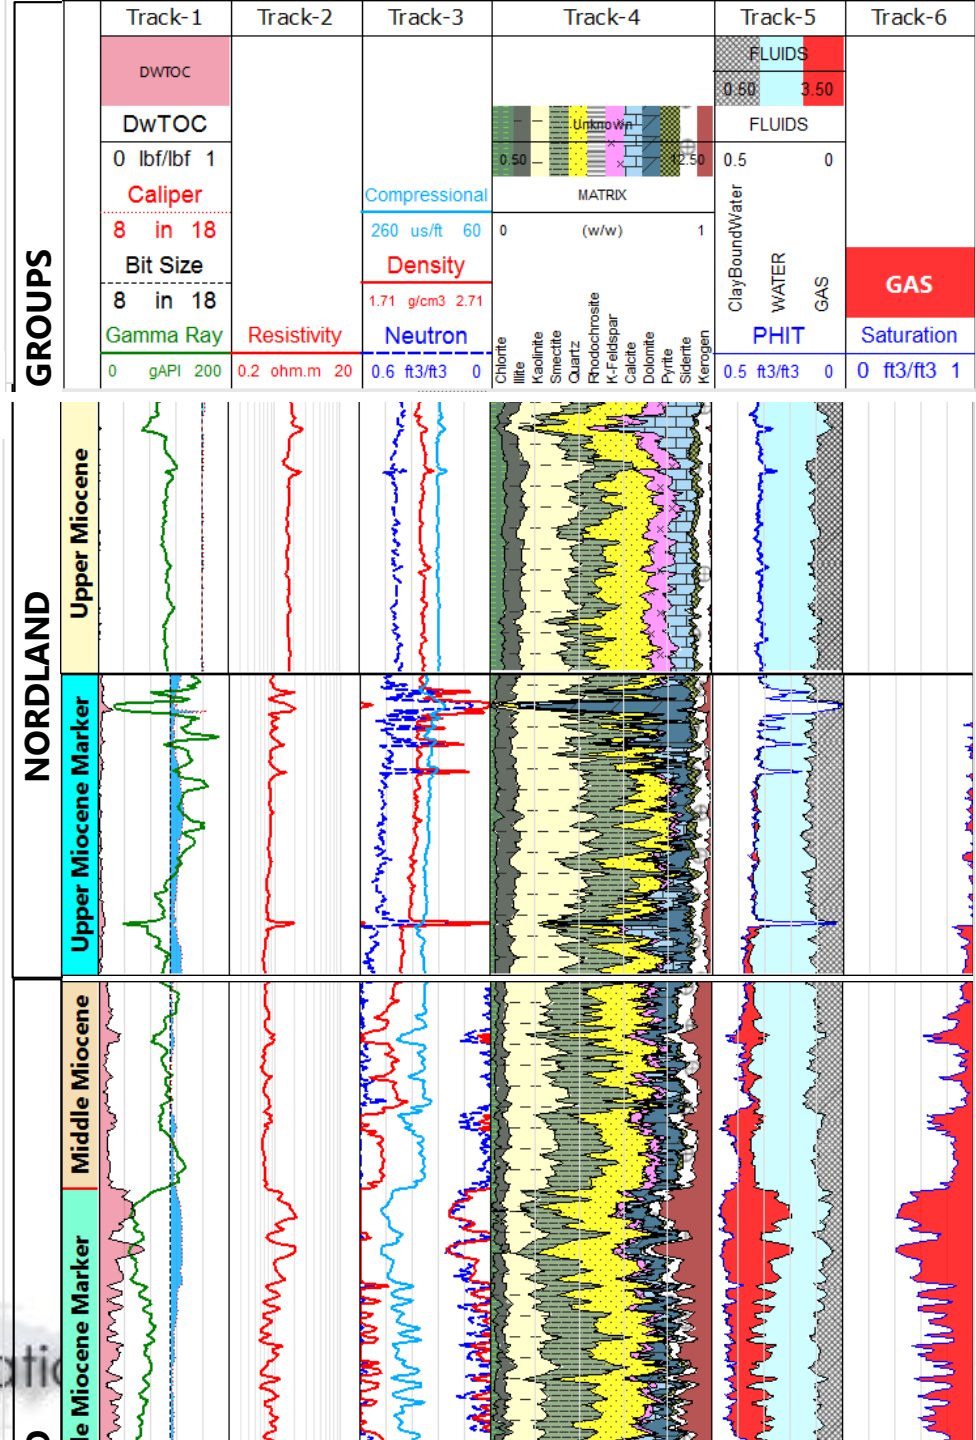 Track-1 Track-2 Track-3 Track-4 Track-5 Track-6
GROUPS
DWTOC
DwTOC
0 lbf/lbf 1
Caliper
8 in 18
Bit Size
8 in 18
Gamma Ray
0 gAPI 200
Resistivity
0.2 ohm.m 20
Compressional
260 us/ft 60
Density
1.71 g/cm3 2.71
Neutron
0.6 ft3/ft3 0
Unknown
0.50 12.50
MATRIX
0 (w/w) 1
Chlorite
Illite
Kaolinite
Smectite
Quartz
Rhodochrosite
K-Feldspar
Calcite
Dolomite
Pyrite
Siderite
Kerogen
FLUIDS
0.60 3.50
FLUIDS
0.5 0
ClayBoundWater
WATER
GAS
PHIT
0.5 ft3/ft3 0
GAS
Saturation
0 ft3/ft3 1
NORDLAND
Upper Miocene
Upper Miocene Marker
Middle Miocene
le Miocene Marker